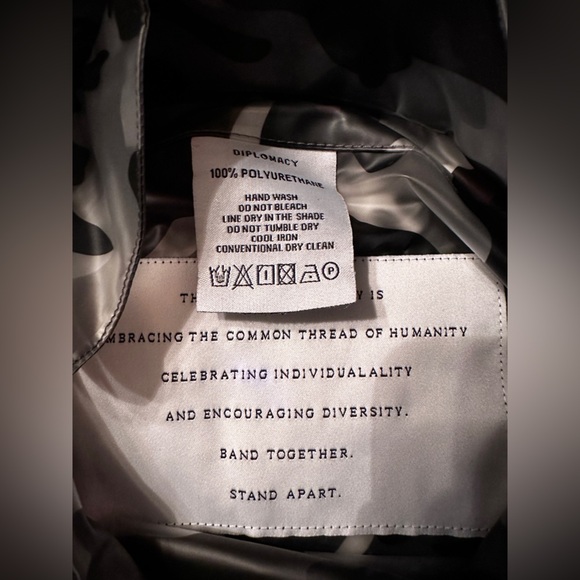 DIPLOMACY
100% POLYURETHANE
HAND WASH
DO NOT BLEACH
LINE DRY IN THE SHADE
DO NOT TUMBLE DRY
COOL IRON
CONVENTIONAL DRY CLEAN
P
IS
EMBRACING THE COMMON THREAD OF HUMANITY
CELEBRATING INDIVIDUALALITY
AND ENCOURAGING DIVERSITY.
BAND TOGETHER.
STAND APART.